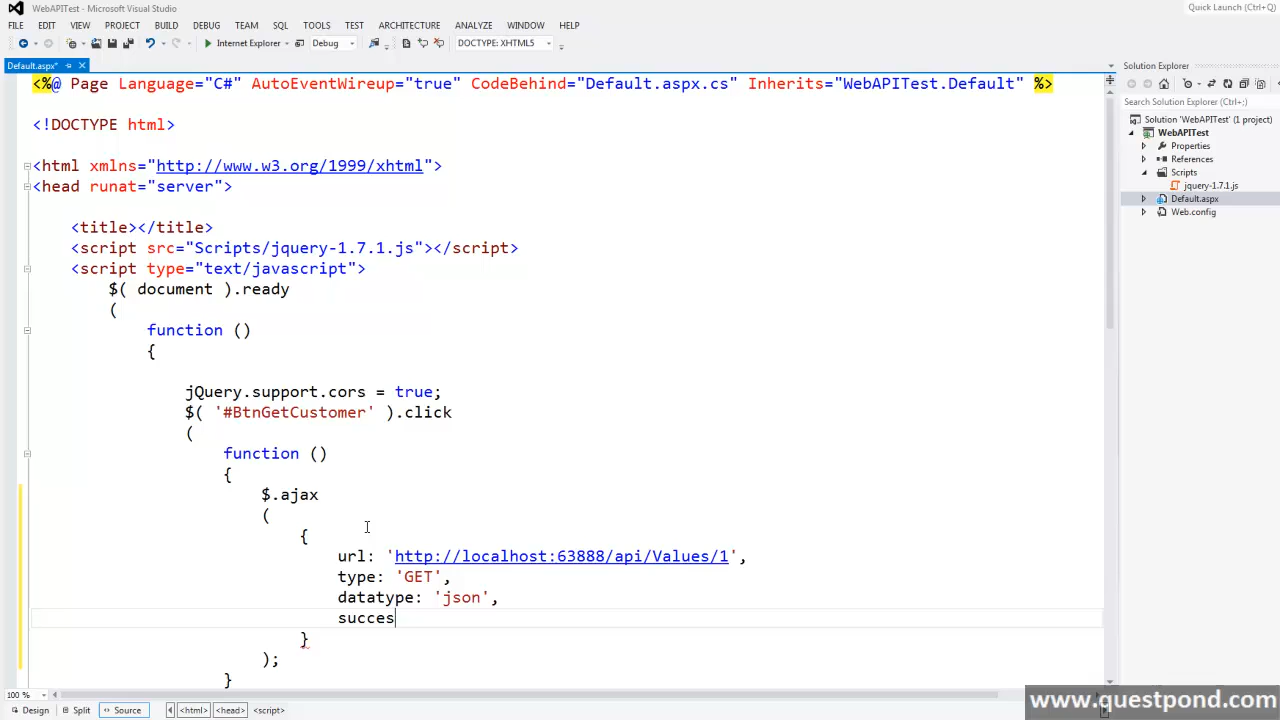 WebAPITest - Microsoft Visual Studio
Quick Launch (Ctrl+Q)
FILE EDIT VIEW PROJECT BUILD DEBUG TEAM SQL TOOLS TEST ARCHITECTURE ANALYZE WINDOW HELP
Internet Explorer Debug DOCTYPE: XHTML5
Default.aspx*
<%@ Page Language="C#" AutoEventWireup="true" CodeBehind="Default.aspx.cs" Inherits="WebAPITest.Default" %>
<!DOCTYPE html>
<html xmlns="http://www.w3.org/1999/xhtml">
<head runat="server">
<title></title>
<script src="Scripts/jquery-1.7.1.js"></script>
<script type="text/javascript">
$( document ).ready
(
function ()
{
jQuery.support.cors = true;
$( '#BtnGetCustomer' ).click
(
function ()
{
$.ajax
(
{
url: 'http://localhost:63888/api/Values/1',
type: 'GET',
datatype: 'json',
succes
}
);
}
100 %
Design Split Source <html> <head> <script>
Solution Explorer
Search Solution Explorer (Ctrl+;)
Solution 'WebAPITest' (1 project)
WebAPITest
Properties
References
Scripts
jquery-1.7.1.js
Default.aspx
Web.config
www.questpond.com